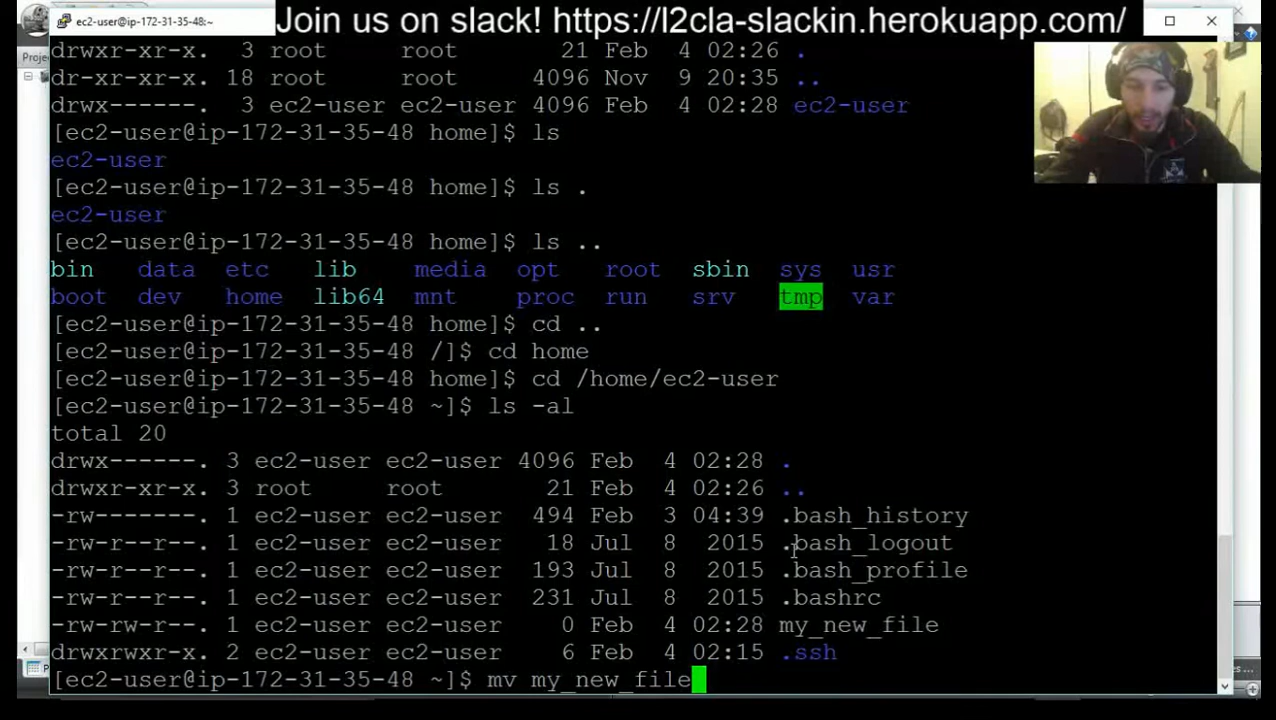 ec2-user@ip-172-31-35-48:~
Join us on slack! https://l2cla-slackin.herokuapp.com/
Projec
drwxr-xr-x. 3 root root 21 Feb 4 02:26 .
dr-xr-xr-x. 18 root root 4096 Nov 9 20:35 ..
drwx------. 3 ec2-user ec2-user 4096 Feb 4 02:28 ec2-user
[ec2-user@ip-172-31-35-48 home]$ ls
ec2-user
[ec2-user@ip-172-31-35-48 home]$ ls .
ec2-user
[ec2-user@ip-172-31-35-48 home]$ ls ..
bin data etc lib media opt root sbin sys usr
boot dev home lib64 mnt proc run srv tmp var
[ec2-user@ip-172-31-35-48 home]$ cd ..
[ec2-user@ip-172-31-35-48 /]$ cd home
[ec2-user@ip-172-31-35-48 home]$ cd /home/ec2-user
[ec2-user@ip-172-31-35-48 ~]$ ls -al
total 20
drwx------. 3 ec2-user ec2-user 4096 Feb 4 02:28 .
drwxr-xr-x. 3 root root 21 Feb 4 02:26 ..
-rw-------. 1 ec2-user ec2-user 494 Feb 3 04:39 .bash_history
-rw-r--r--. 1 ec2-user ec2-user 18 Jul 8 2015 .bash_logout
-rw-r--r--. 1 ec2-user ec2-user 193 Jul 8 2015 .bash_profile
-rw-r--r--. 1 ec2-user ec2-user 231 Jul 8 2015 .bashrc
-rw-rw-r--. 1 ec2-user ec2-user 0 Feb 4 02:28 my_new_file
drwxrwxr-x. 2 ec2-user ec2-user 6 Feb 4 02:15 .ssh
[ec2-user@ip-172-31-35-48 ~]$ mv my_new_file